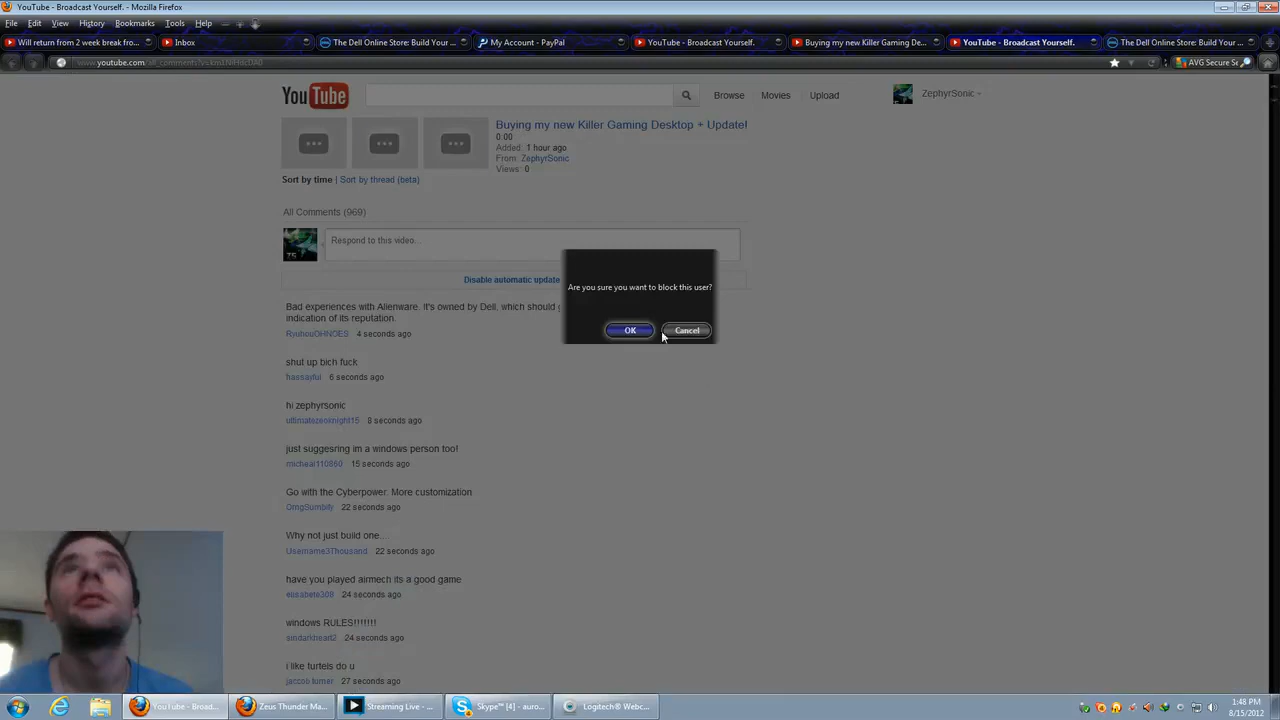 YouTube - Broadcast Yourself. - Mozilla Firefox
File Edit View History Bookmarks Tools Help
Will return from 2 week break fro... Inbox The Dell Online Store: Build Your ... My Account - PayPal YouTube - Broadcast Yourself. Buying my new Killer Gaming De... YouTube - Broadcast Yourself. The Dell Online Store: Build Your ...
AVG Secure Se
YouTube Browse Movies Upload ZephyrSonic
Buying my new Killer Gaming Desktop + Update!
0:00
Added: 1 hour ago
From: ZephyrSonic
Views: 0
Sort by time | Sort by thread (beta)
All Comments (969)
Respond to this video...
Disable automatic update
Are you sure you want to block this user?
OK Cancel
Bad experiences with Alienware. It's owned by Dell, which should
indication of its reputation.
RyuhouOHNOES 4 seconds ago
shut up bich fuck
hassayful 6 seconds ago
hi zephyrsonic
ultimatezeoknight15 8 seconds ago
just suggesring im a windows person too!
micheal110660 15 seconds ago
Go with the Cyberpower. More customization
OmgSumbify 22 seconds ago
Why not just build one...
Username3Thousand 22 seconds ago
have you played airmech its a good game
24 seconds ago
windows RULES!!!!!!!
sindarkheart2 24 seconds ago
i like turtels do u
jaccob turner 27 seconds ago
YouTube - Broad... Zeus Thunder Ma... Streaming Live - ... Skype™ [4] - auro... Logitech® Webc...
1:48 PM
8/15/2012